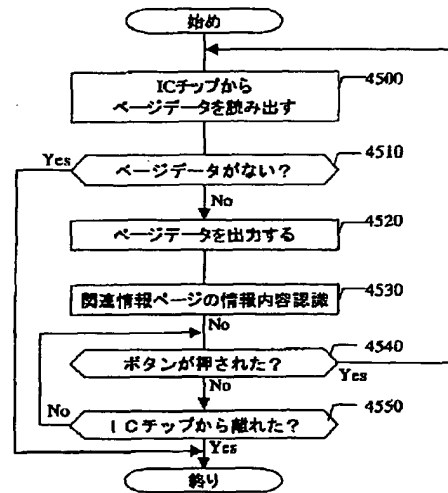 始め
ICチップから
ページデータを読み出す
4500
Yes
ページデータがない?
4510
No
ページデータを出力する
4520
関連情報ページの情報内容認識
4530
No
ボタンが押された?
4540
Yes
No
No
ICチップから離れた?
4550
Yes
終り